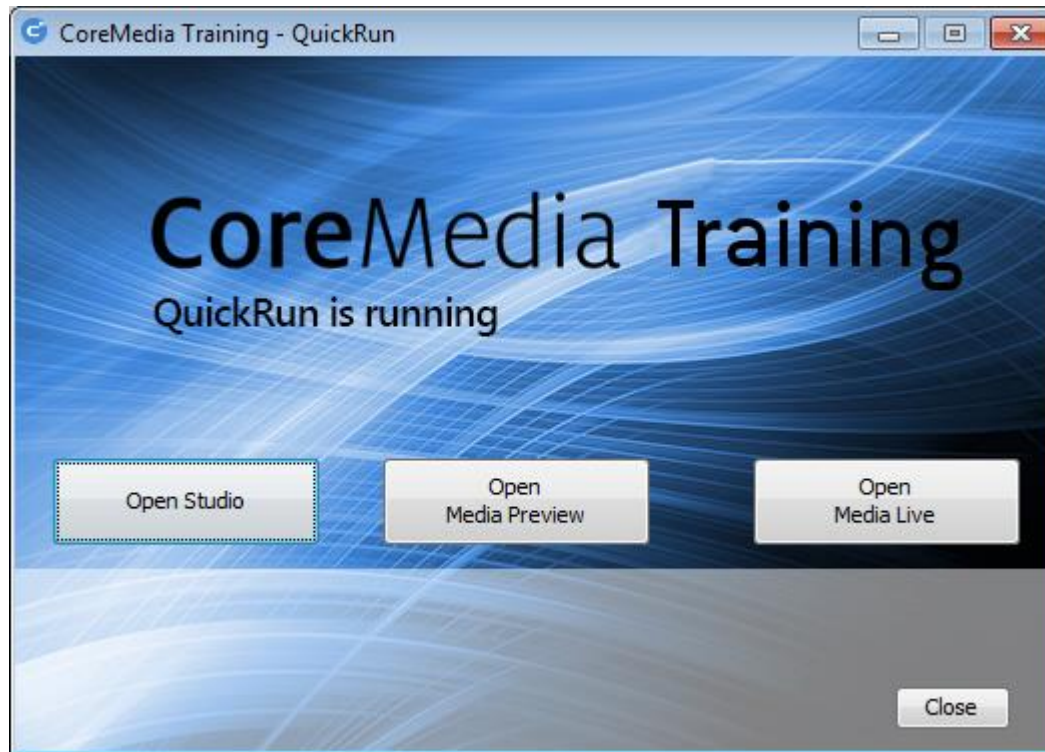 CoreMedia Training - QuickRun
CoreMedia Training
QuickRun is running
Open Studio
Open
Media Preview
Open
Media Live
Close